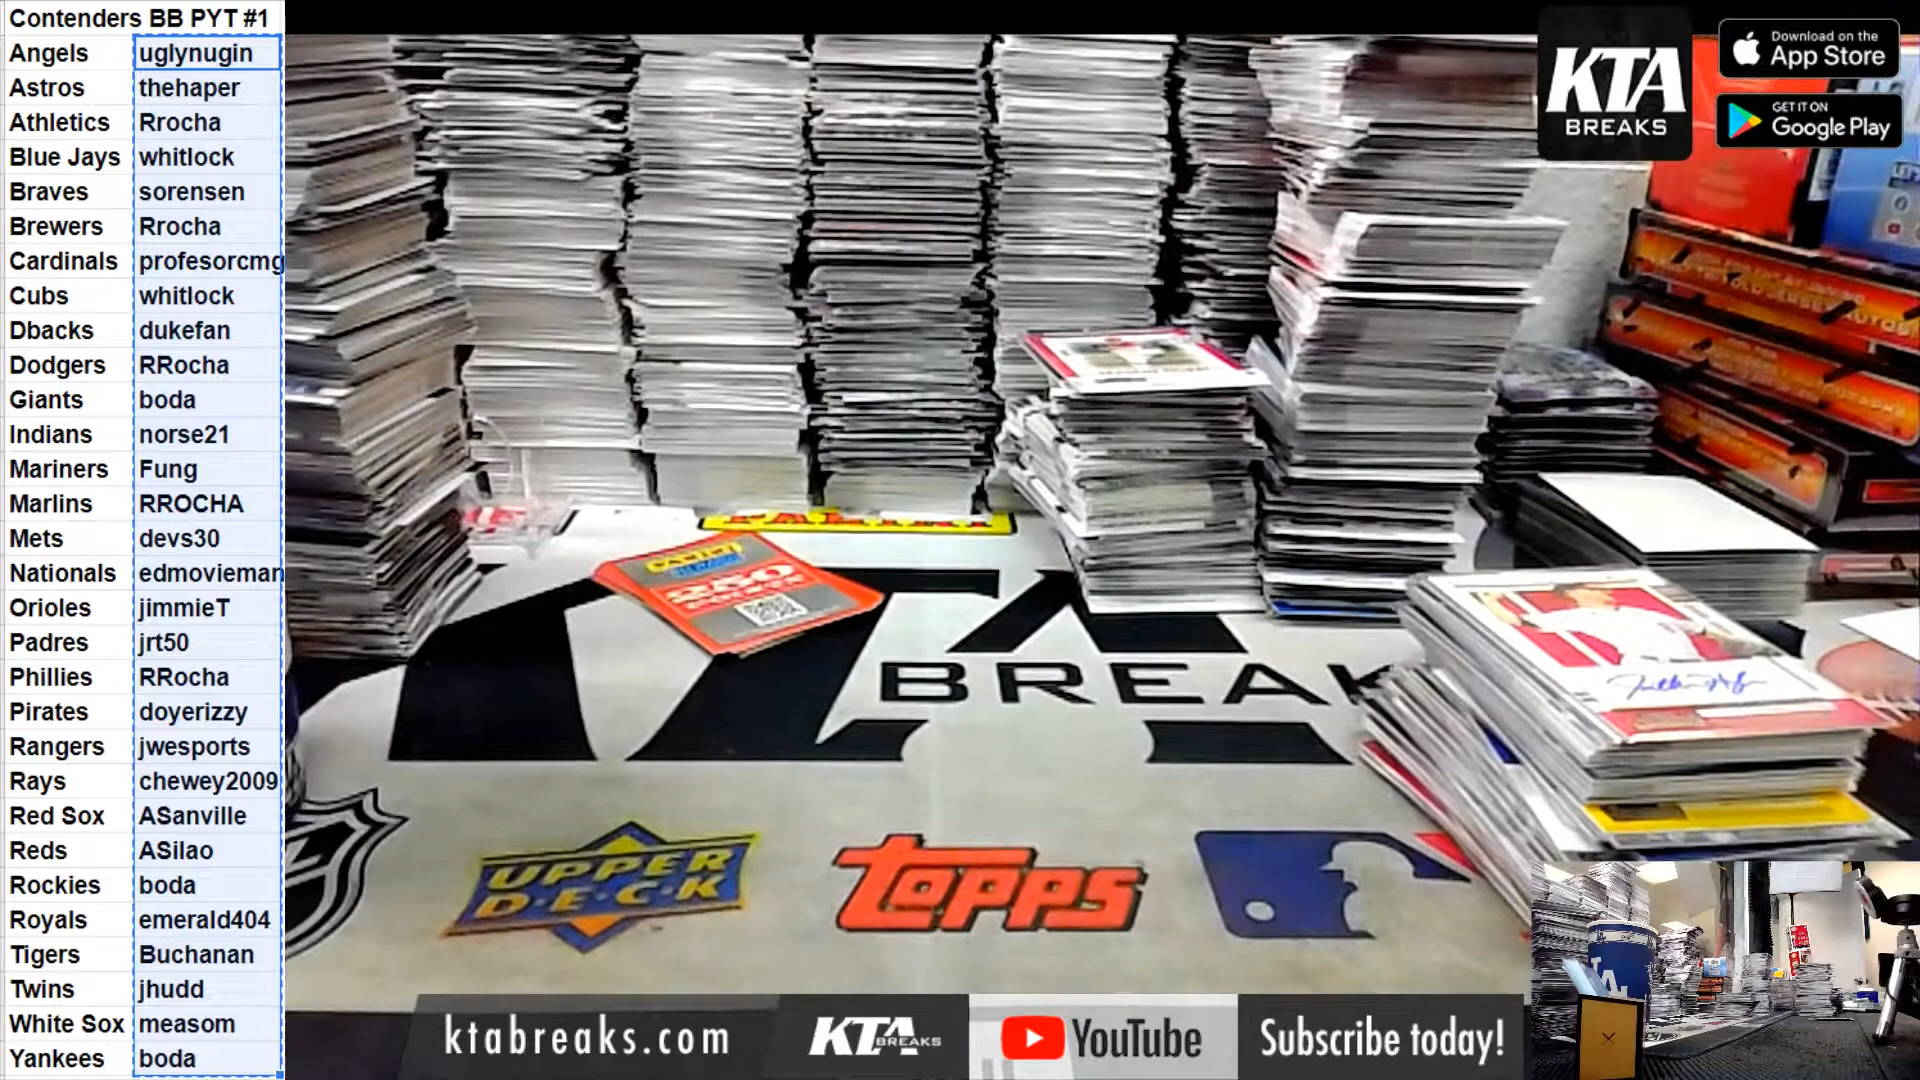 Contenders BB PYT #1
Angels uglynugin
Astros thehaper
Athletics Rrocha
Blue Jays whitlock
Braves sorensen
Brewers Rrocha
Cardinals profesorcmg
Cubs whitlock
Dbacks dukefan
Dodgers RRocha
Giants boda
Indians norse21
Mariners Fung
Marlins RROCHA
Mets devs30
Nationals edmovieman
Orioles jimmieT
Padres jrt50
Phillies RRocha
Pirates doyerizzy
Rangers jwesports
Rays chewey2009
Red Sox ASanville
Reds ASilao
Rockies boda
Royals emerald404
Tigers Buchanan
Twins jhudd
White Sox measom
Yankees boda
KTA
BREAKS
Download on the
App Store
GET IT ON
Google Play
PANINI
250
BREAK
UPPER
DECK
Topps
LA
ktabreaks.com
KTA
BREAKS
YouTube
Subscribe today!